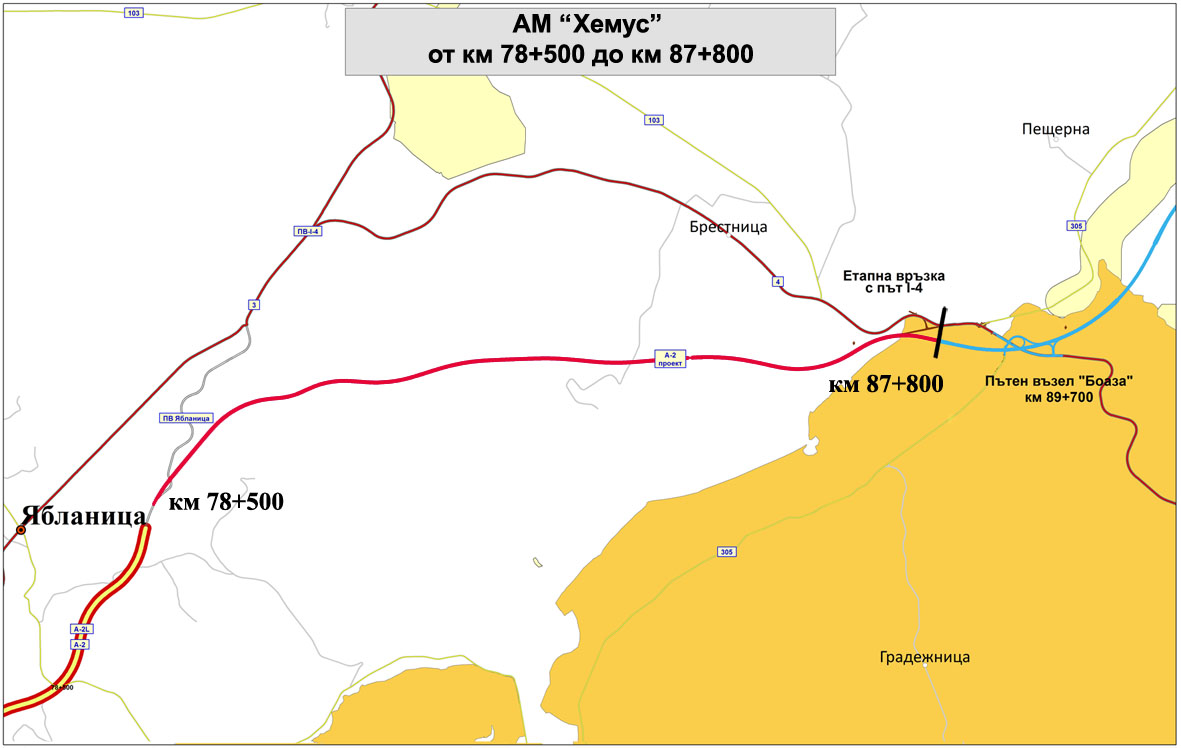 АМ “Хемус”
от км 78+500 до км 87+800
103
103
Пещерна
305
ПВ-I-4
Брестница
4
Етапна връзка
с път I-4
3
А-2
проект
км 87+800
Пътен възел "Боаза"
км 89+700
ПВ Ябланица
км 78+500
Ябланица
305
A-2L
A-2
78+800
Градежница